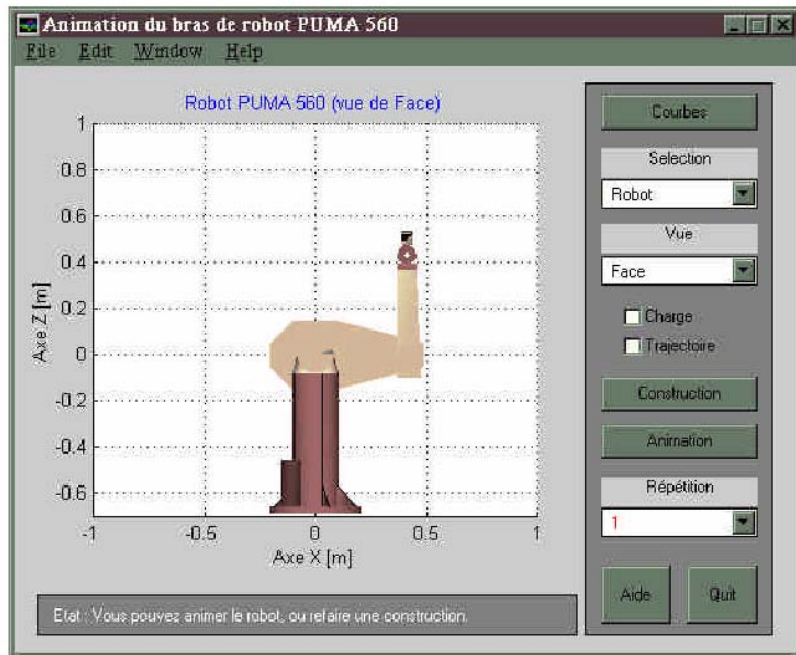 Animation du bras de robot PUMA 560
File Edit Window Help
Robot PUMA 560 (vue de Face)
1
0.8
0.6
0.4
0.2
0
-0.2
-0.4
-0.6
Axe Z [m]
-1 -0.5 0 0.5 1
Axe X [m]
Courbes
Selection
Robot
Vue
Face
Charge
Trajectoire
Construction
Animation
Répétition
1
Aide Quit
Etat : Vous pouvez animer le robot, ou refaire une construction.